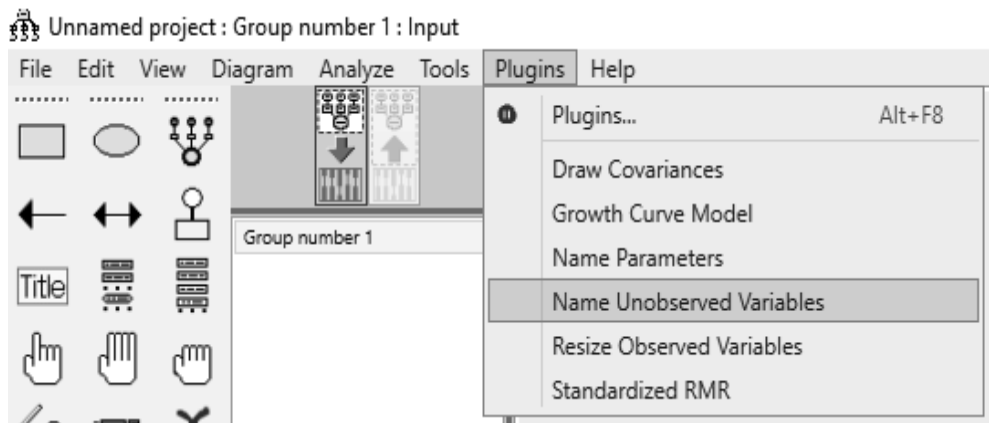 Unnamed project : Group number 1 : Input
File Edit View Diagram Analyze Tools Plugins Help
Plugins... Alt+F8
Draw Covariances
Growth Curve Model
Group number 1
Name Parameters
Title
Name Unobserved Variables
Resize Observed Variables
Standardized RMR